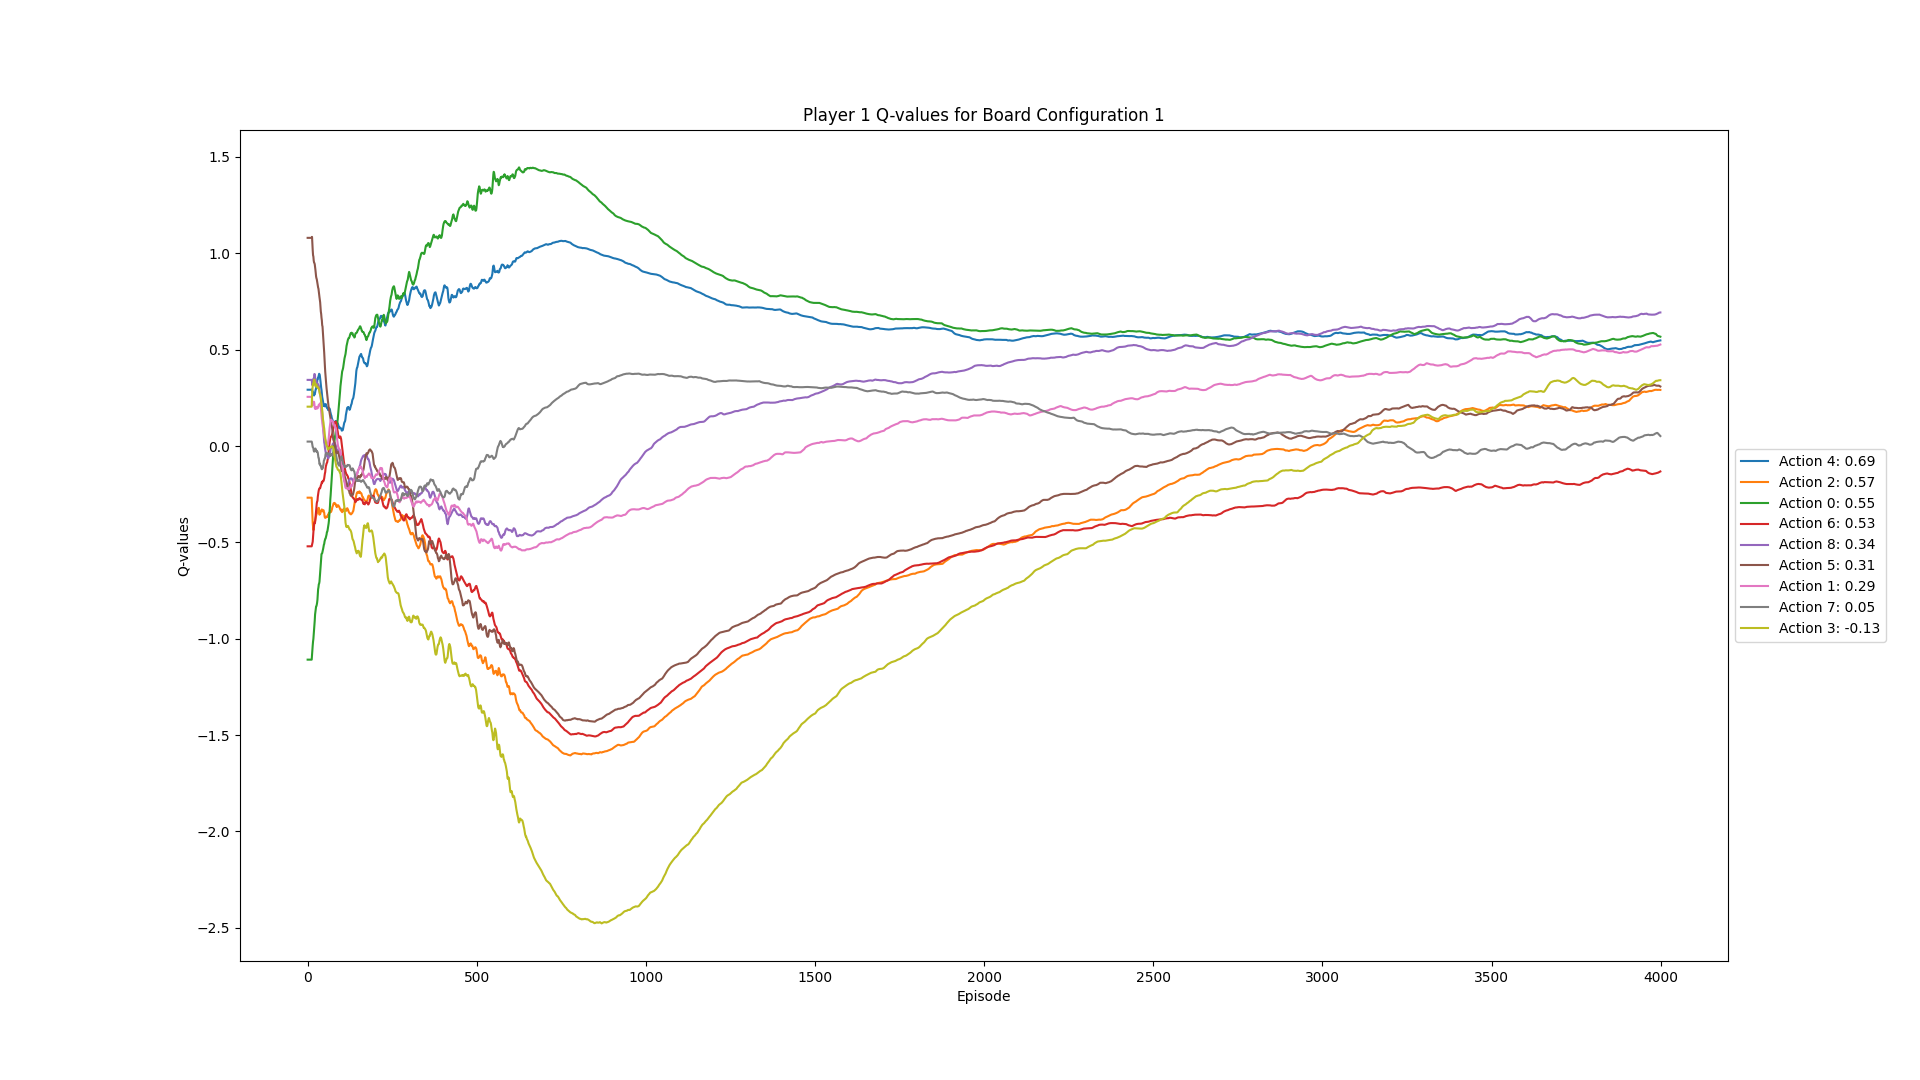 Player 1 Q-values for Board Configuration 1
1.5
1.0
0.5
0.0
−0.5
−1.0
−1.5
−2.0
−2.5
Q-values
0 500 1000 1500 2000 2500 3000 3500 4000
Episode
Action 4: 0.69
Action 2: 0.57
Action 0: 0.55
Action 6: 0.53
Action 8: 0.34
Action 5: 0.31
Action 1: 0.29
Action 7: 0.05
Action 3: -0.13